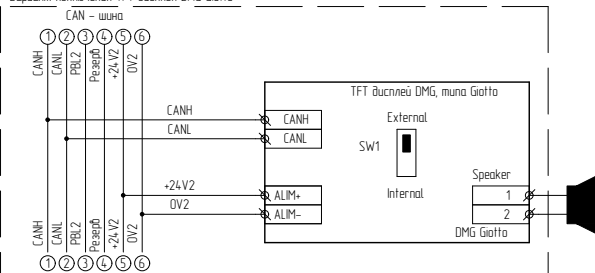 CAN – шина
1 2 3 4 5 6
CANH
CANL
PBL2
Резерв
+24V2
0V2
TFT дисплей DMG, типа Giotto
CANH
CANH
External
CANL
CANL
SW1
Speaker
+24V2
ALIM+
Internal
1
0V2
ALIM–
2
DMG Giotto
CANH
CANL
PBL2
Резерв
+24V2
0V2
1 2 3 4 5 6